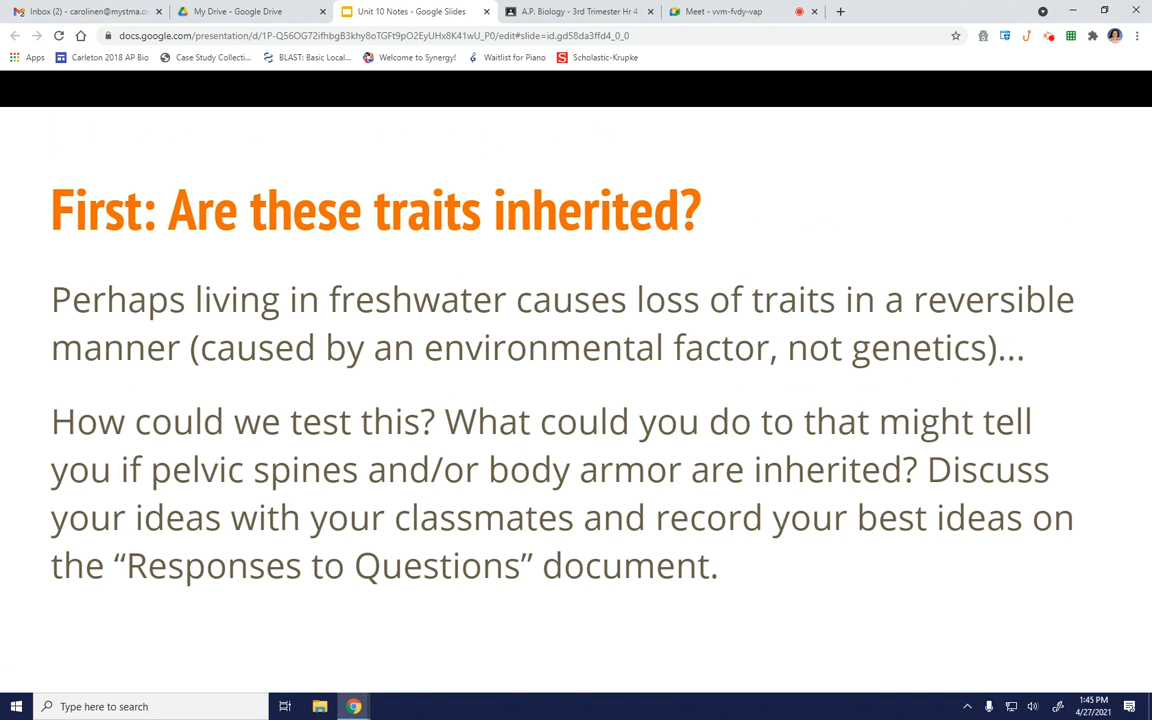 Inbox (2) - carolinen@mystma.o
My Drive - Google Drive
Unit 10 Notes - Google Slides
A.P. Biology - 3rd Trimester Hr 4
Meet - vvm-fvdy-vap
docs.google.com/presentation/d/1P-Q56OG72ifhbgB3khy8oTGFt9pO2EyUHx8K41wU_P0/edit#slide=id.gd58da3ffd4_0_0
Apps
Carleton 2018 AP Bio
Case Study Collecti...
BLAST: Basic Local...
Welcome to Synergy!
Waitlist for Piano
Scholastic-Krupke
First: Are these traits inherited?
Perhaps living in freshwater causes loss of traits in a reversible
manner (caused by an environmental factor, not genetics)...
How could we test this? What could you do to that might tell
you if pelvic spines and/or body armor are inherited? Discuss
your ideas with your classmates and record your best ideas on
the “Responses to Questions” document.
Type here to search
1:45 PM
4/27/2021